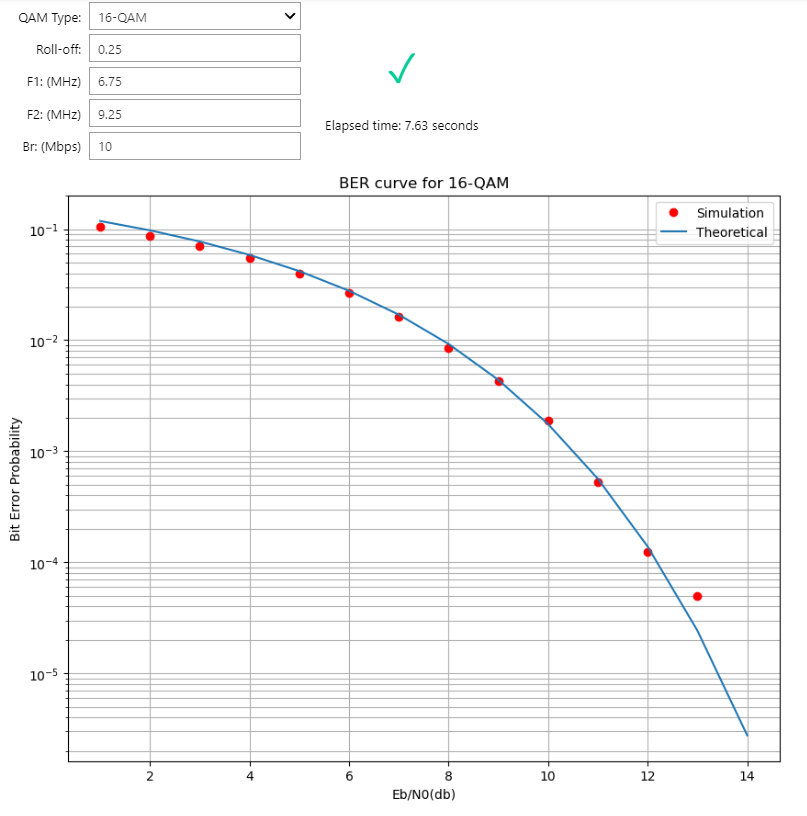 QAM Type: 16-QAM
Roll-off: 0.25
F1: (MHz) 6.75
F2: (MHz) 9.25
Br: (Mbps) 10
Elapsed time: 7.63 seconds
BER curve for 16-QAM
Simulation
Theoretical
10⁻¹
10⁻²
10⁻³
10⁻⁴
10⁻⁵
Bit Error Probability
2 4 6 8 10 12 14
Eb/N0(db)